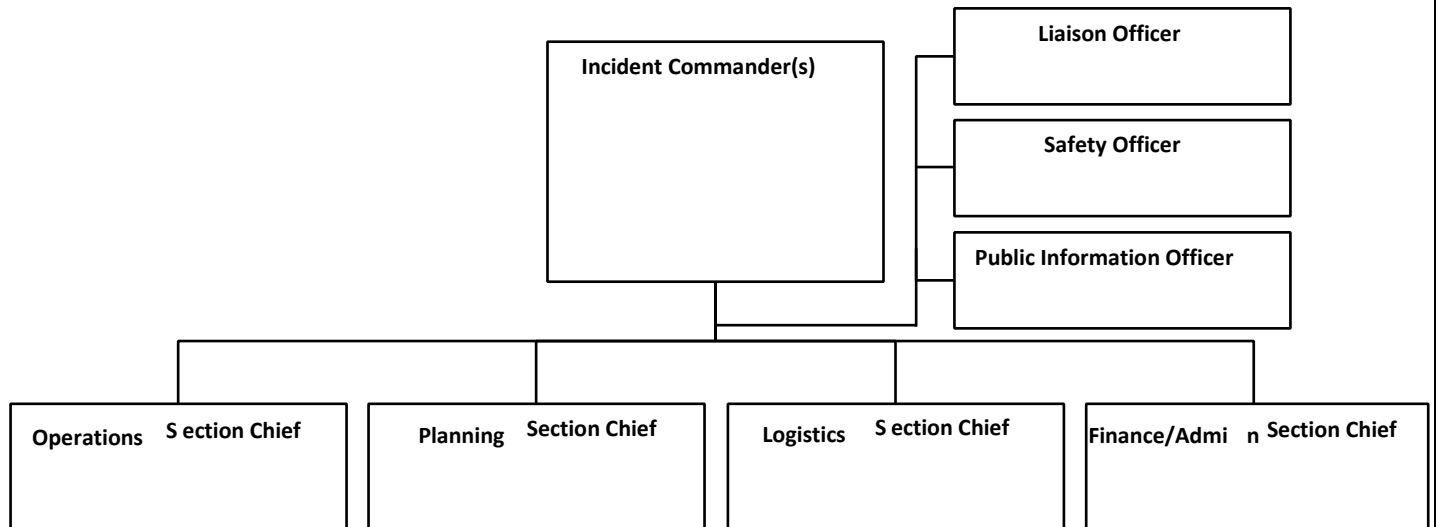 Liaison Officer
Incident Commander(s)
Safety Officer
Public Information Officer
Operations S ection Chief
Planning Section Chief
Logistics S ection Chief
Finance/Admi n Section Chief